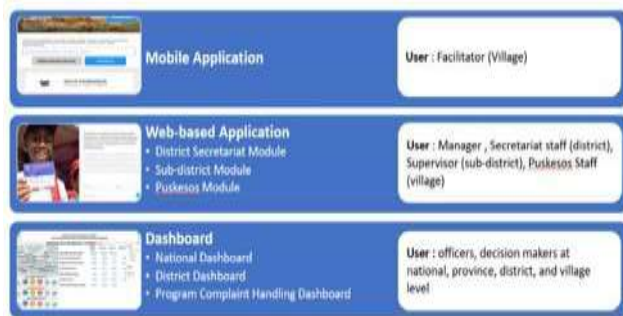 Mobile Application
User : Facilitator (Village)
Web-based Application
• District Secretariat Module
• Sub-district Module
• Puskesos Module
User : Manager , Secretariat staff (district),
Supervisor (sub-district), Puskesos Staff
(village)
Dashboard
• National Dashboard
• District Dashboard
• Program Complaint Handling Dashboard
User : officers, decision makers at
national, province, district, and village
level